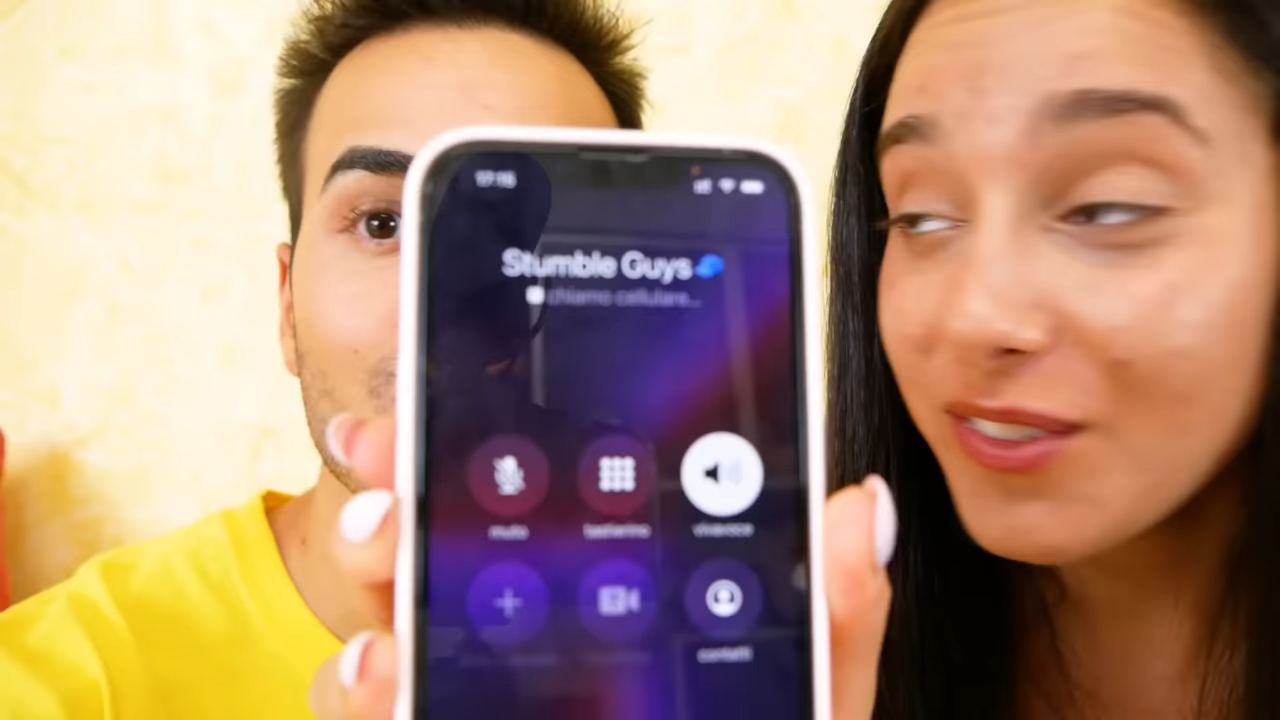 17:15
Stumble Guys🧢
chiamo cellulare...
muto
tastierino
vivavoce
contatti